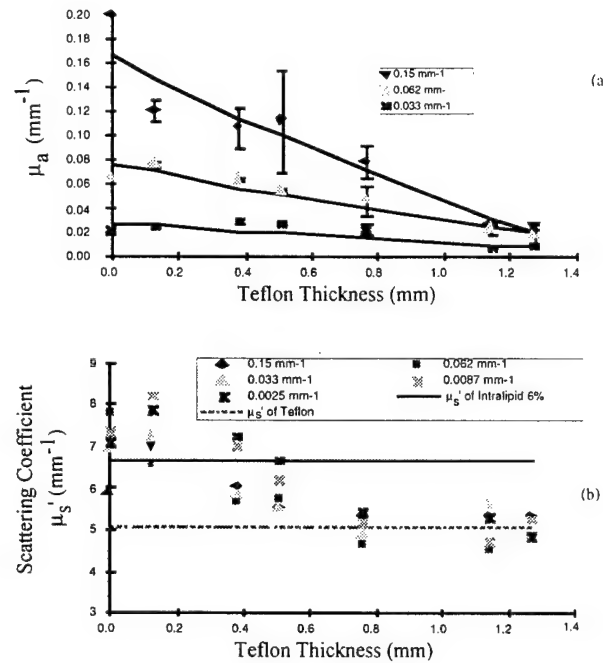 0.20
0.18
0.16
0.14
0.12
0.10
0.08
0.06
0.04
0.02
0.00
μa (mm-1)
0.15 mm-1
0.062 mm-
0.033 mm-1
(a
0.0 0.2 0.4 0.6 0.8 1.0 1.2 1.4
Teflon Thickness (mm)
9
8
7
6
5
4
3
Scattering Coefficient
μs' (mm-1)
0.15 mm-1 0.062 mm-1
0.033 mm-1 0.0087 mm-1
0.0025 mm-1 μs' of Intralipid 6%
μs' of Teflon
(b)
0.0 0.2 0.4 0.6 0.8 1.0 1.2 1.4
Teflon Thickness (mm)